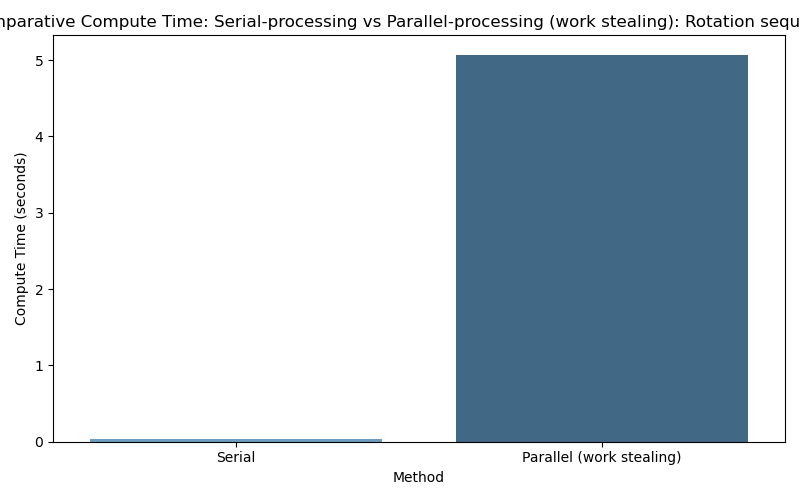 mparative Compute Time: Serial-processing vs Parallel-processing (work stealing): Rotation sequ
5
4
3
2
1
0
Compute Time (seconds)
Serial
Parallel (work stealing)
Method